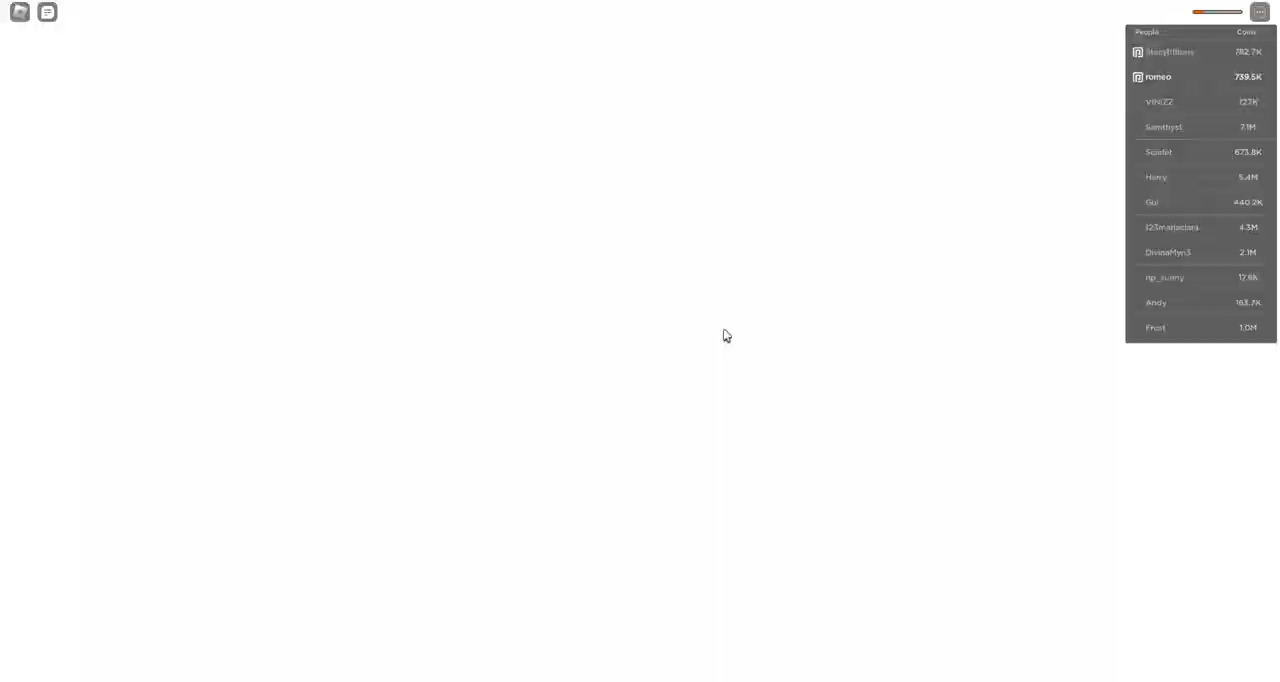 People Coins
782.7K
romeo 739.5K
VINIZZ 127K
Samthyst 7.1M
Scarlet 673.8K
Harry 5.4M
Gui 440.2K
123mariaclara 4.3M
DivinaMyn3 2.1M
np_sunny 12.6K
Andy 163.7K
Frost 1.0M